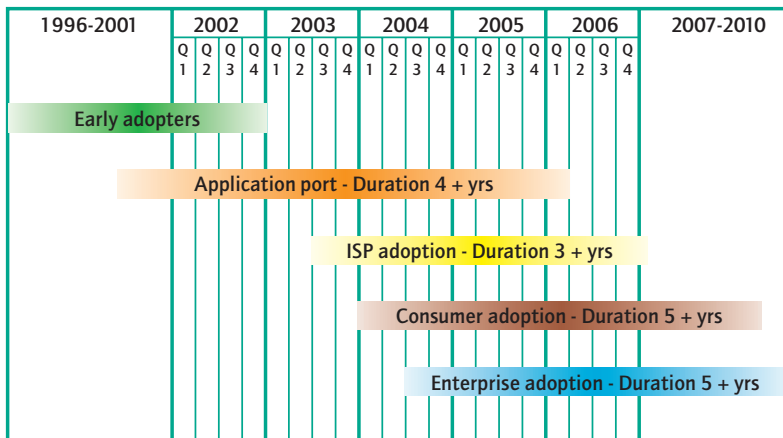 1996-2001 2002 2003 2004 2005 2006 2007-2010
Q Q Q Q Q Q Q Q Q Q Q Q Q Q Q Q Q Q Q Q
1 2 3 4 1 2 3 4 1 2 3 4 1 2 3 4 1 2 3 4
Early adopters
Application port - Duration 4 + yrs
ISP adoption - Duration 3 + yrs
Consumer adoption - Duration 5 + yrs
Enterprise adoption - Duration 5 + yrs